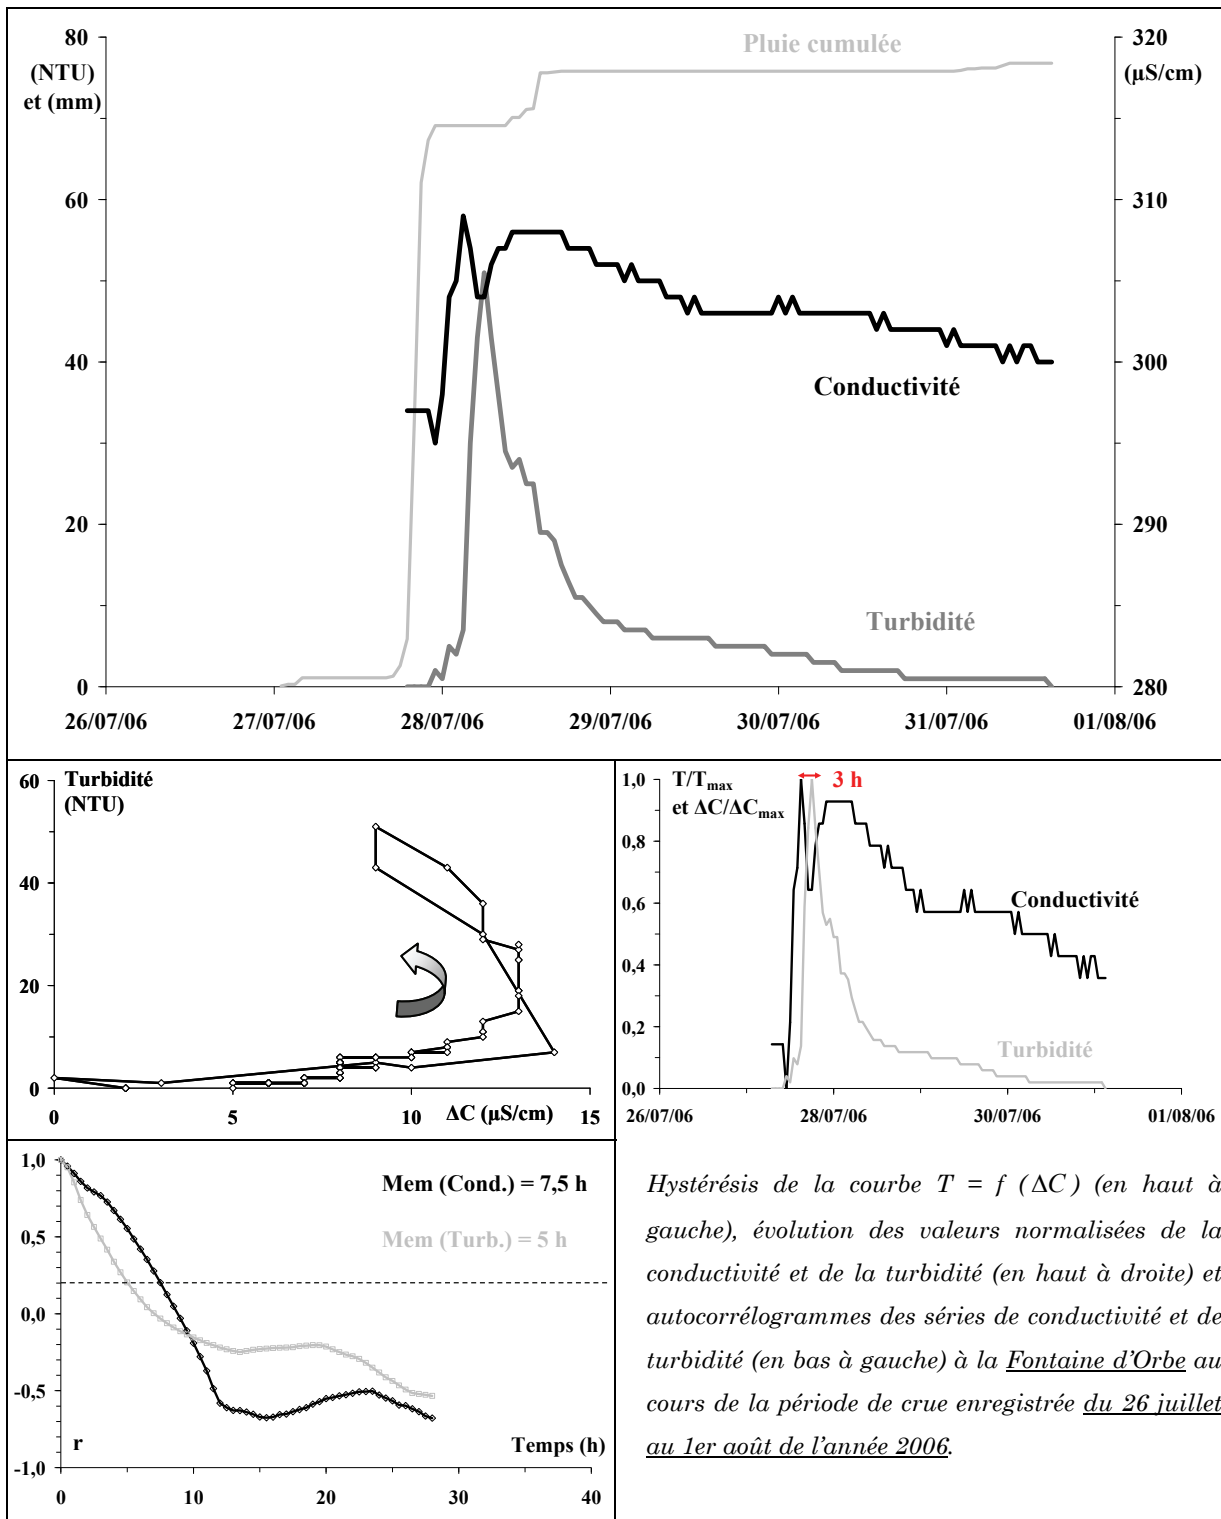 80
(NTU)
et (mm)
60
40
20
0
Pluie cumulée
320
(µS/cm)
310
300
290
280
Conductivité
Turbidité
26/07/06 27/07/06 28/07/06 29/07/06 30/07/06 31/07/06 01/08/06
60
Turbidité
(NTU)
40
20
0
0 5 10 15
ΔC (µS/cm)
1,0
T/Tmax
et ΔC/ΔCmax
3 h
0,8
0,6
0,4
0,2
0,0
Conductivité
Turbidité
26/07/06 28/07/06 30/07/06 01/08/06
1,0
Mem (Cond.) = 7,5 h
Mem (Turb.) = 5 h
0,5
0,0
-0,5
-1,0
r
Temps (h)
0 10 20 30 40
Hystérésis de la courbe T = f (ΔC) (en haut à
gauche), évolution des valeurs normalisées de la
conductivité et de la turbidité (en haut à droite) et
autocorrélogrammes des séries de conductivité et de
turbidité (en bas à gauche) à la Fontaine d'Orbe au
cours de la période de crue enregistrée du 26 juillet
au 1er août de l'année 2006.